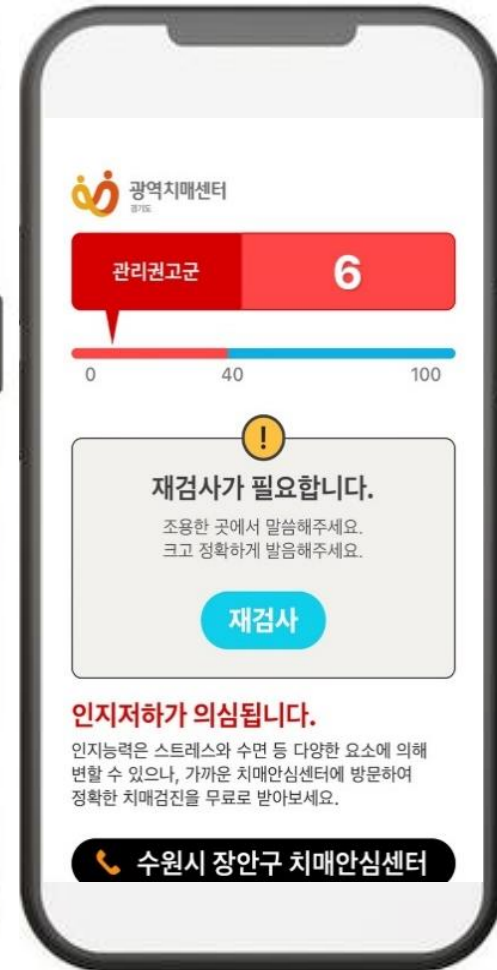 광역치매센터
경기도
관리권고군
6
0 40 100
!
재검사가 필요합니다.
조용한 곳에서 말씀해주세요.
크고 정확하게 발음해주세요.
재검사
인지저하가 의심됩니다.
인지능력은 스트레스와 수면 등 다양한 요소에 의해
변할 수 있으나, 가까운 치매안심센터에 방문하여
정확한 치매검진을 무료로 받아보세요.
수원시 장안구 치매안심센터